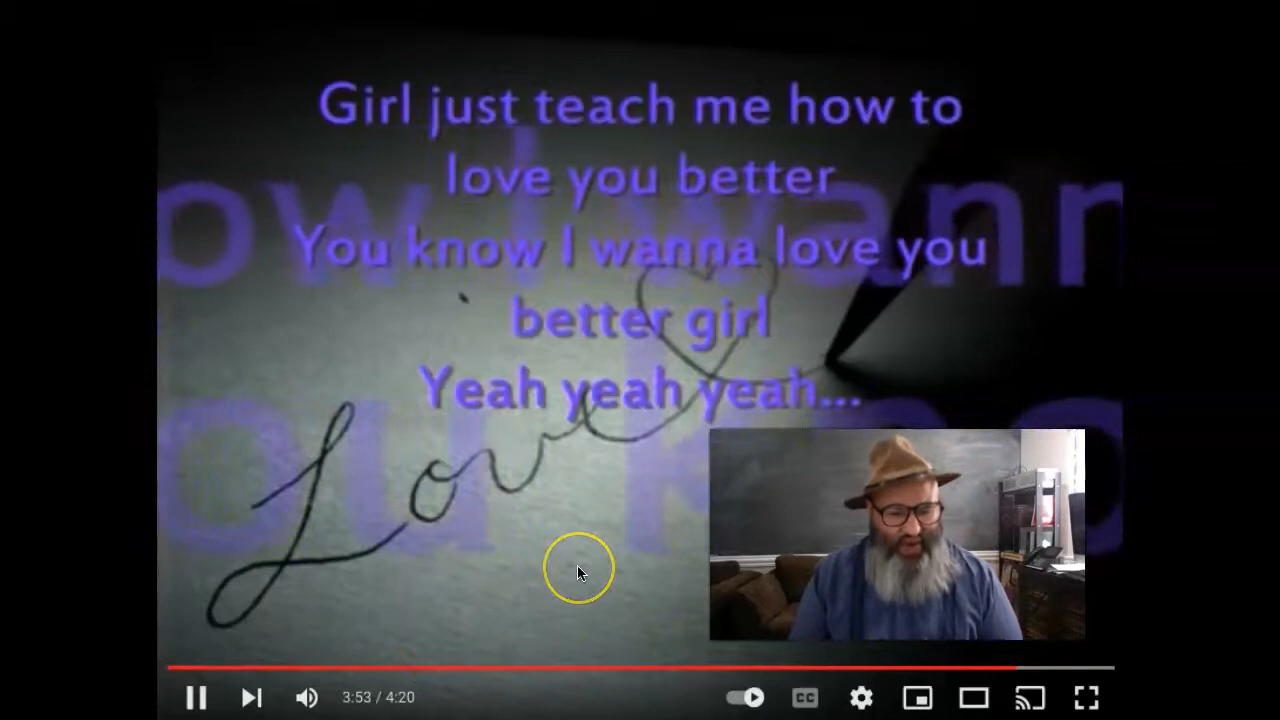 Girl just teach me how to
love you better
You know I wanna love you
better girl
Yeah yeah yeah...
Love
3:53 / 4:20
CC